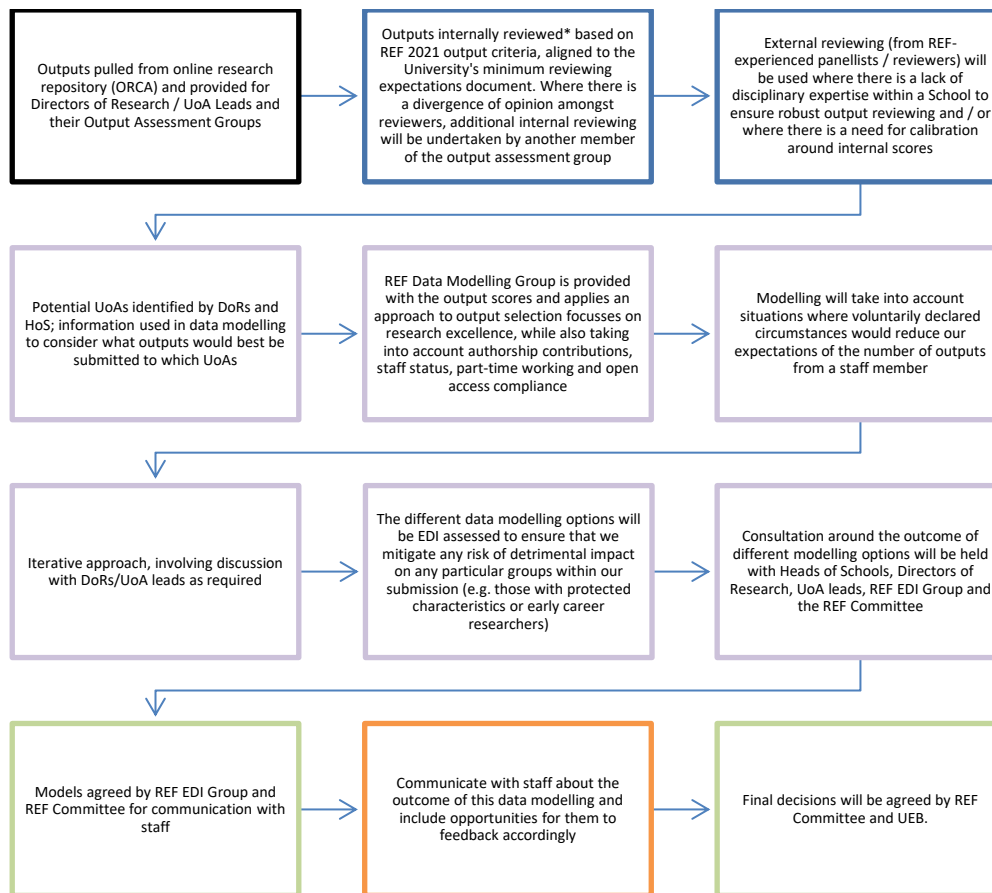 Outputs pulled from online research
repository (ORCA) and provided for
Directors of Research / UoA Leads and
their Output Assessment Groups
Outputs internally reviewed* based on
REF 2021 output criteria, aligned to the
University's minimum reviewing
expectations document. Where there is
a divergence of opinion amongst
reviewers, additional internal reviewing
will be undertaken by another member
of the output assessment group
External reviewing (from REF-
experienced panellists / reviewers) will
be used where there is a lack of
disciplinary expertise within a School to
ensure robust output reviewing and / or
where there is a need for calibration
around internal scores
Potential UoAs identified by DoRs and
HoS; information used in data modelling
to consider what outputs would best be
submitted to which UoAs
REF Data Modelling Group is provided
with the output scores and applies an
approach to output selection focusses on
research excellence, while also taking
into account authorship contributions,
staff status, part-time working and open
access compliance
Modelling will take into account
situations where voluntarily declared
circumstances would reduce our
expectations of the number of outputs
from a staff member
Iterative approach, involving discussion
with DoRs/UoA leads as required
The different data modelling options will
be EDI assessed to ensure that we
mitigate any risk of detrimental impact
on any particular groups within our
submission (e.g. those with protected
characteristics or early career
researchers)
Consultation around the outcome of
different modelling options will be held
with Heads of Schools, Directors of
Research, UoA leads, REF EDI Group and
the REF Committee
Models agreed by REF EDI Group and
REF Committee for communication with
staff
Communicate with staff about the
outcome of this data modelling and
include opportunities for them to
feedback accordingly
Final decisions will be agreed by REF
Committee and UEB.